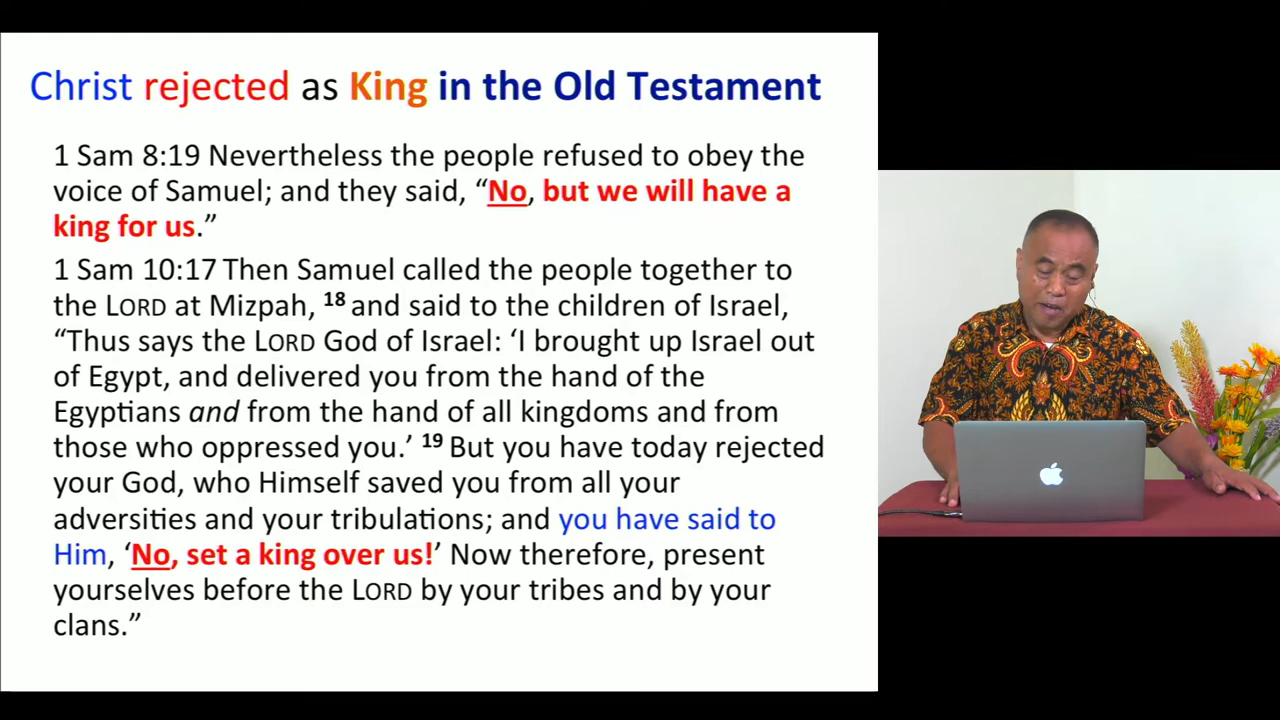 Christ rejected as King in the Old Testament
1 Sam 8:19 Nevertheless the people refused to obey the
voice of Samuel; and they said, “No, but we will have a
king for us.”
1 Sam 10:17 Then Samuel called the people together to
the LORD at Mizpah, 18 and said to the children of Israel,
“Thus says the LORD God of Israel: ‘I brought up Israel out
of Egypt, and delivered you from the hand of the
Egyptians and from the hand of all kingdoms and from
those who oppressed you.’ 19 But you have today rejected
your God, who Himself saved you from all your
adversities and your tribulations; and you have said to
Him, ‘No, set a king over us!’ Now therefore, present
yourselves before the LORD by your tribes and by your
clans.”